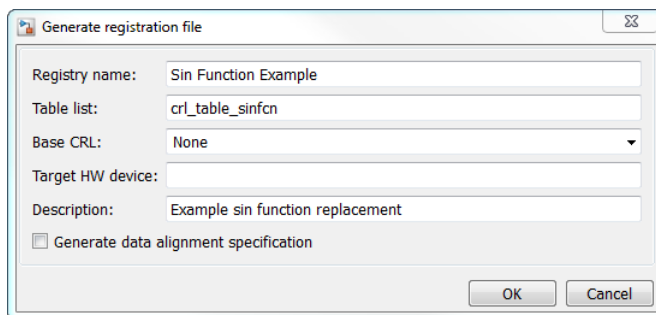 Generate registration file
Registry name: Sin Function Example
Table list: crl_table_sinfcn
Base CRL: None
Target HW device:
Description: Example sin function replacement
Generate data alignment specification
OK Cancel